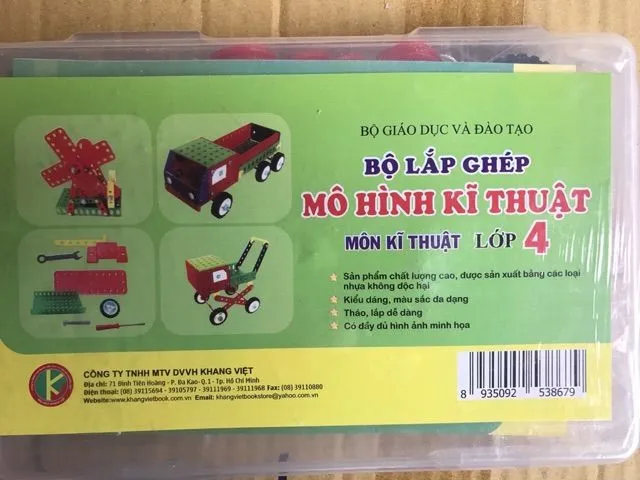 BỘ GIÁO DỤC VÀ ĐÀO TẠO
BỘ LẮP GHÉP
MÔ HÌNH KĨ THUẬT
MÔN KĨ THUẬT LỚP 4
Sản phẩm chất lượng cao, được sản xuất bằng các loại
nhựa không độc hại
Kiểu dáng, màu sắc đa dạng
Tháo, lắp dễ dàng
Có đầy đủ hình ảnh minh họa
K
CÔNG TY TNHH MTV DVVH KHANG VIỆT
Địa chỉ: 71 Đinh Tiên Hoàng - P. Đa Kao- Q.1 - Tp. Hồ Chí Minh
Điện thoại: (08) 39115694 - 39105797 - 39111969 - 39111968 Fax: (08) 39110880
Website:www.khangvietbook.com.vn Email: khangvietbookstore@yahoo.com.vn
8 935092 538679